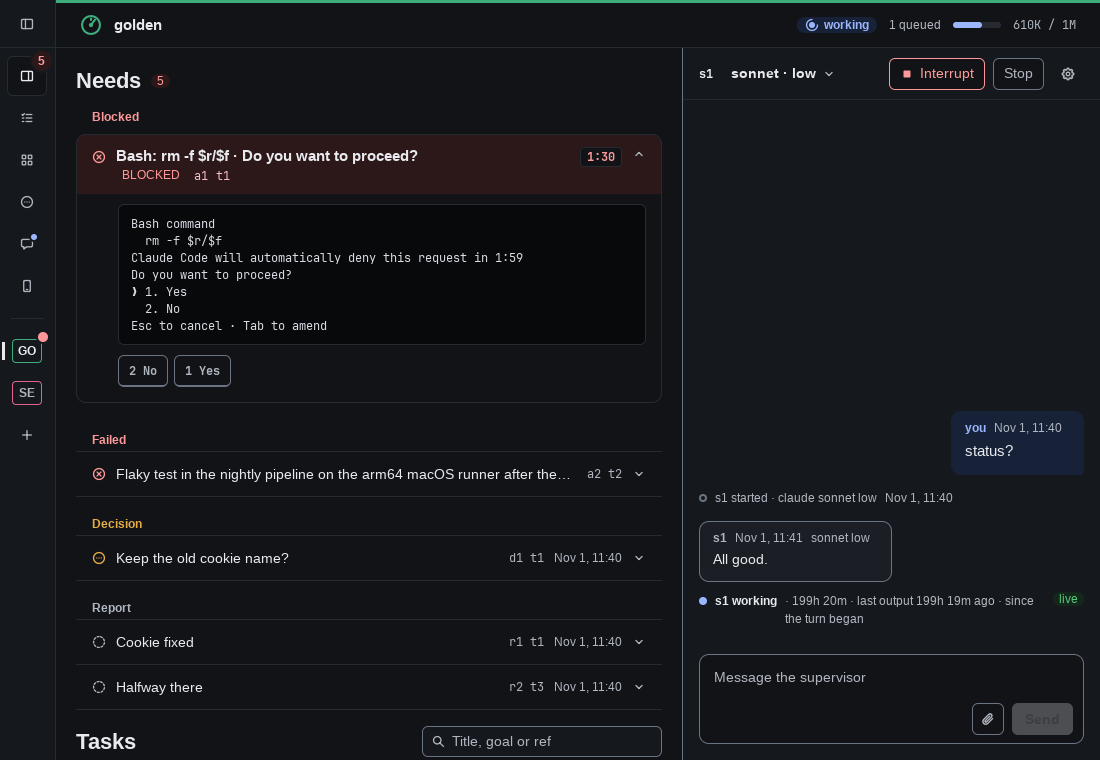 golden
working
1 queued
610K / 1M
5
Needs 5
Blocked
Bash: rm -f $r/$f · Do you want to proceed?
1:30
BLOCKED a1 t1
Bash command
rm -f $r/$f
Claude Code will automatically deny this request in 1:59
Do you want to proceed?
❯ 1. Yes
2. No
Esc to cancel · Tab to amend
2 No
1 Yes
Failed
Flaky test in the nightly pipeline on the arm64 macOS runner after the… a2 t2
Decision
Keep the old cookie name? d1 t1 Nov 1, 11:40
Report
Cookie fixed r1 t1 Nov 1, 11:40
Halfway there r2 t3 Nov 1, 11:40
Tasks
Title, goal or ref
GO
SE
s1 sonnet · low
Interrupt
Stop
you Nov 1, 11:40
status?
s1 started · claude sonnet low Nov 1, 11:40
s1 Nov 1, 11:41 sonnet low
All good.
s1 working · 199h 20m · last output 199h 19m ago · since
the turn began
live
Message the supervisor
Send